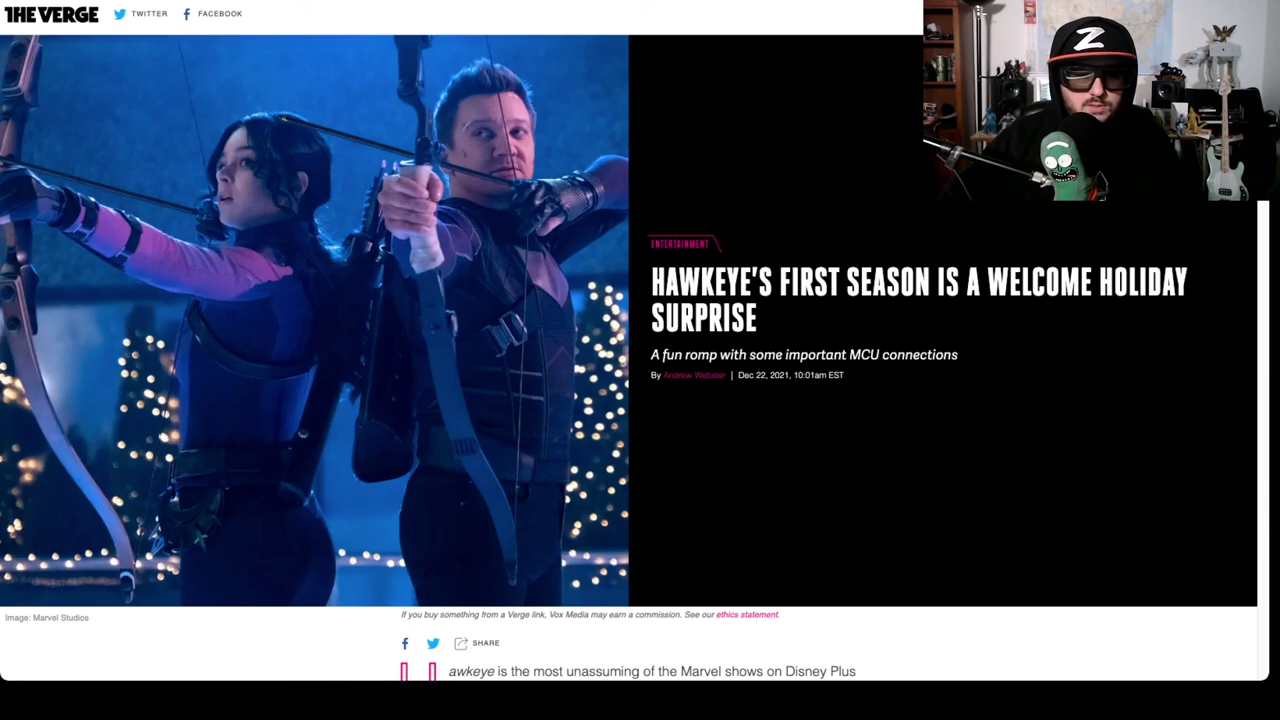 THE VERGE
TWITTER
FACEBOOK
Z
ENTERTAINMENT
HAWKEYE'S FIRST SEASON IS A WELCOME HOLIDAY
SURPRISE
A fun romp with some important MCU connections
By Andrew Webster | Dec 22, 2021, 10:01am EST
Image: Marvel Studios
If you buy something from a Verge link, Vox Media may earn a commission. See our ethics statement.
SHARE
awkeye is the most unassuming of the Marvel shows on Disney Plus